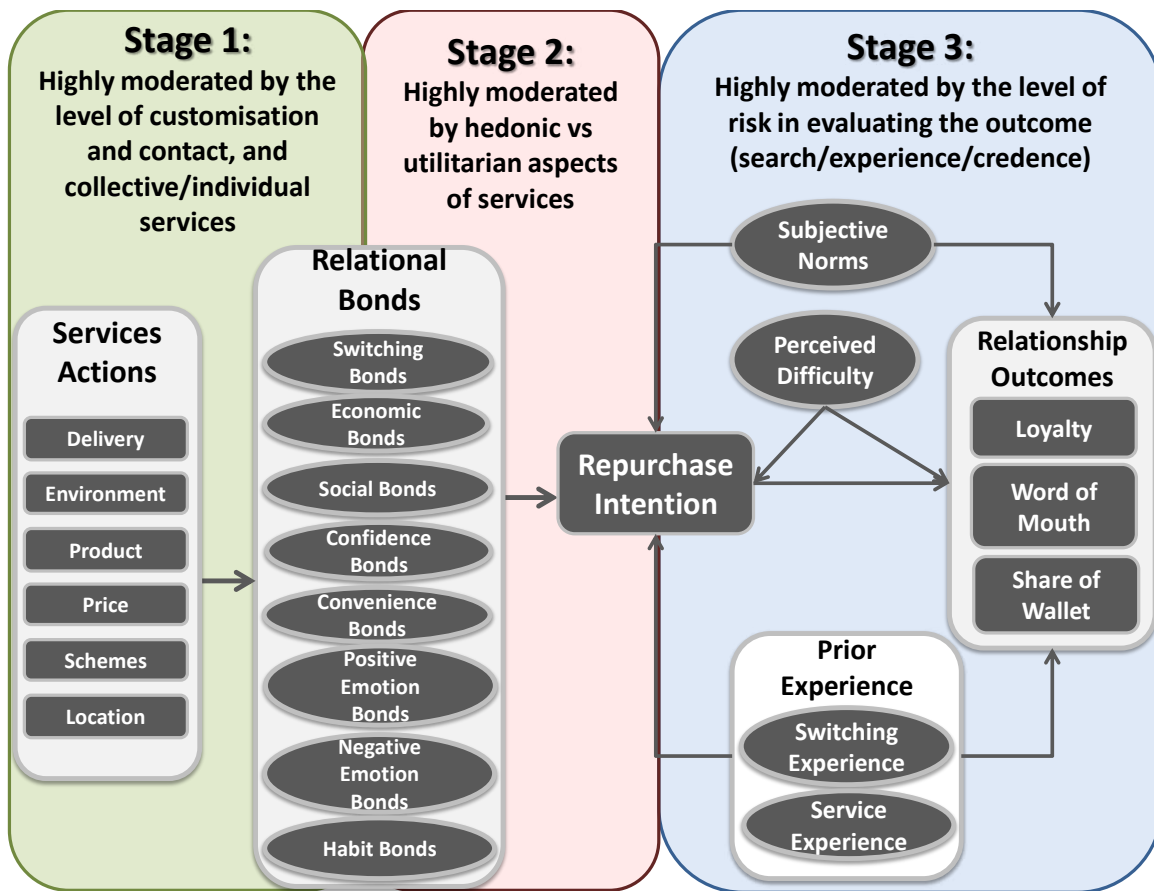 Stage 1:
Highly moderated by the
level of customisation
and contact, and
collective/individual
services
Stage 2:
Highly moderated
by hedonic vs
utilitarian aspects
of services
Stage 3:
Highly moderated by the level of
risk in evaluating the outcome
(search/experience/credence)
Services
Actions
Delivery
Environment
Product
Price
Schemes
Location
Relational
Bonds
Switching
Bonds
Economic
Bonds
Social Bonds
Confidence
Bonds
Convenience
Bonds
Positive
Emotion
Bonds
Negative
Emotion
Bonds
Habit Bonds
Repurchase
Intention
Subjective
Norms
Perceived
Difficulty
Relationship
Outcomes
Loyalty
Word of
Mouth
Share of
Wallet
Prior
Experience
Switching
Experience
Service
Experience